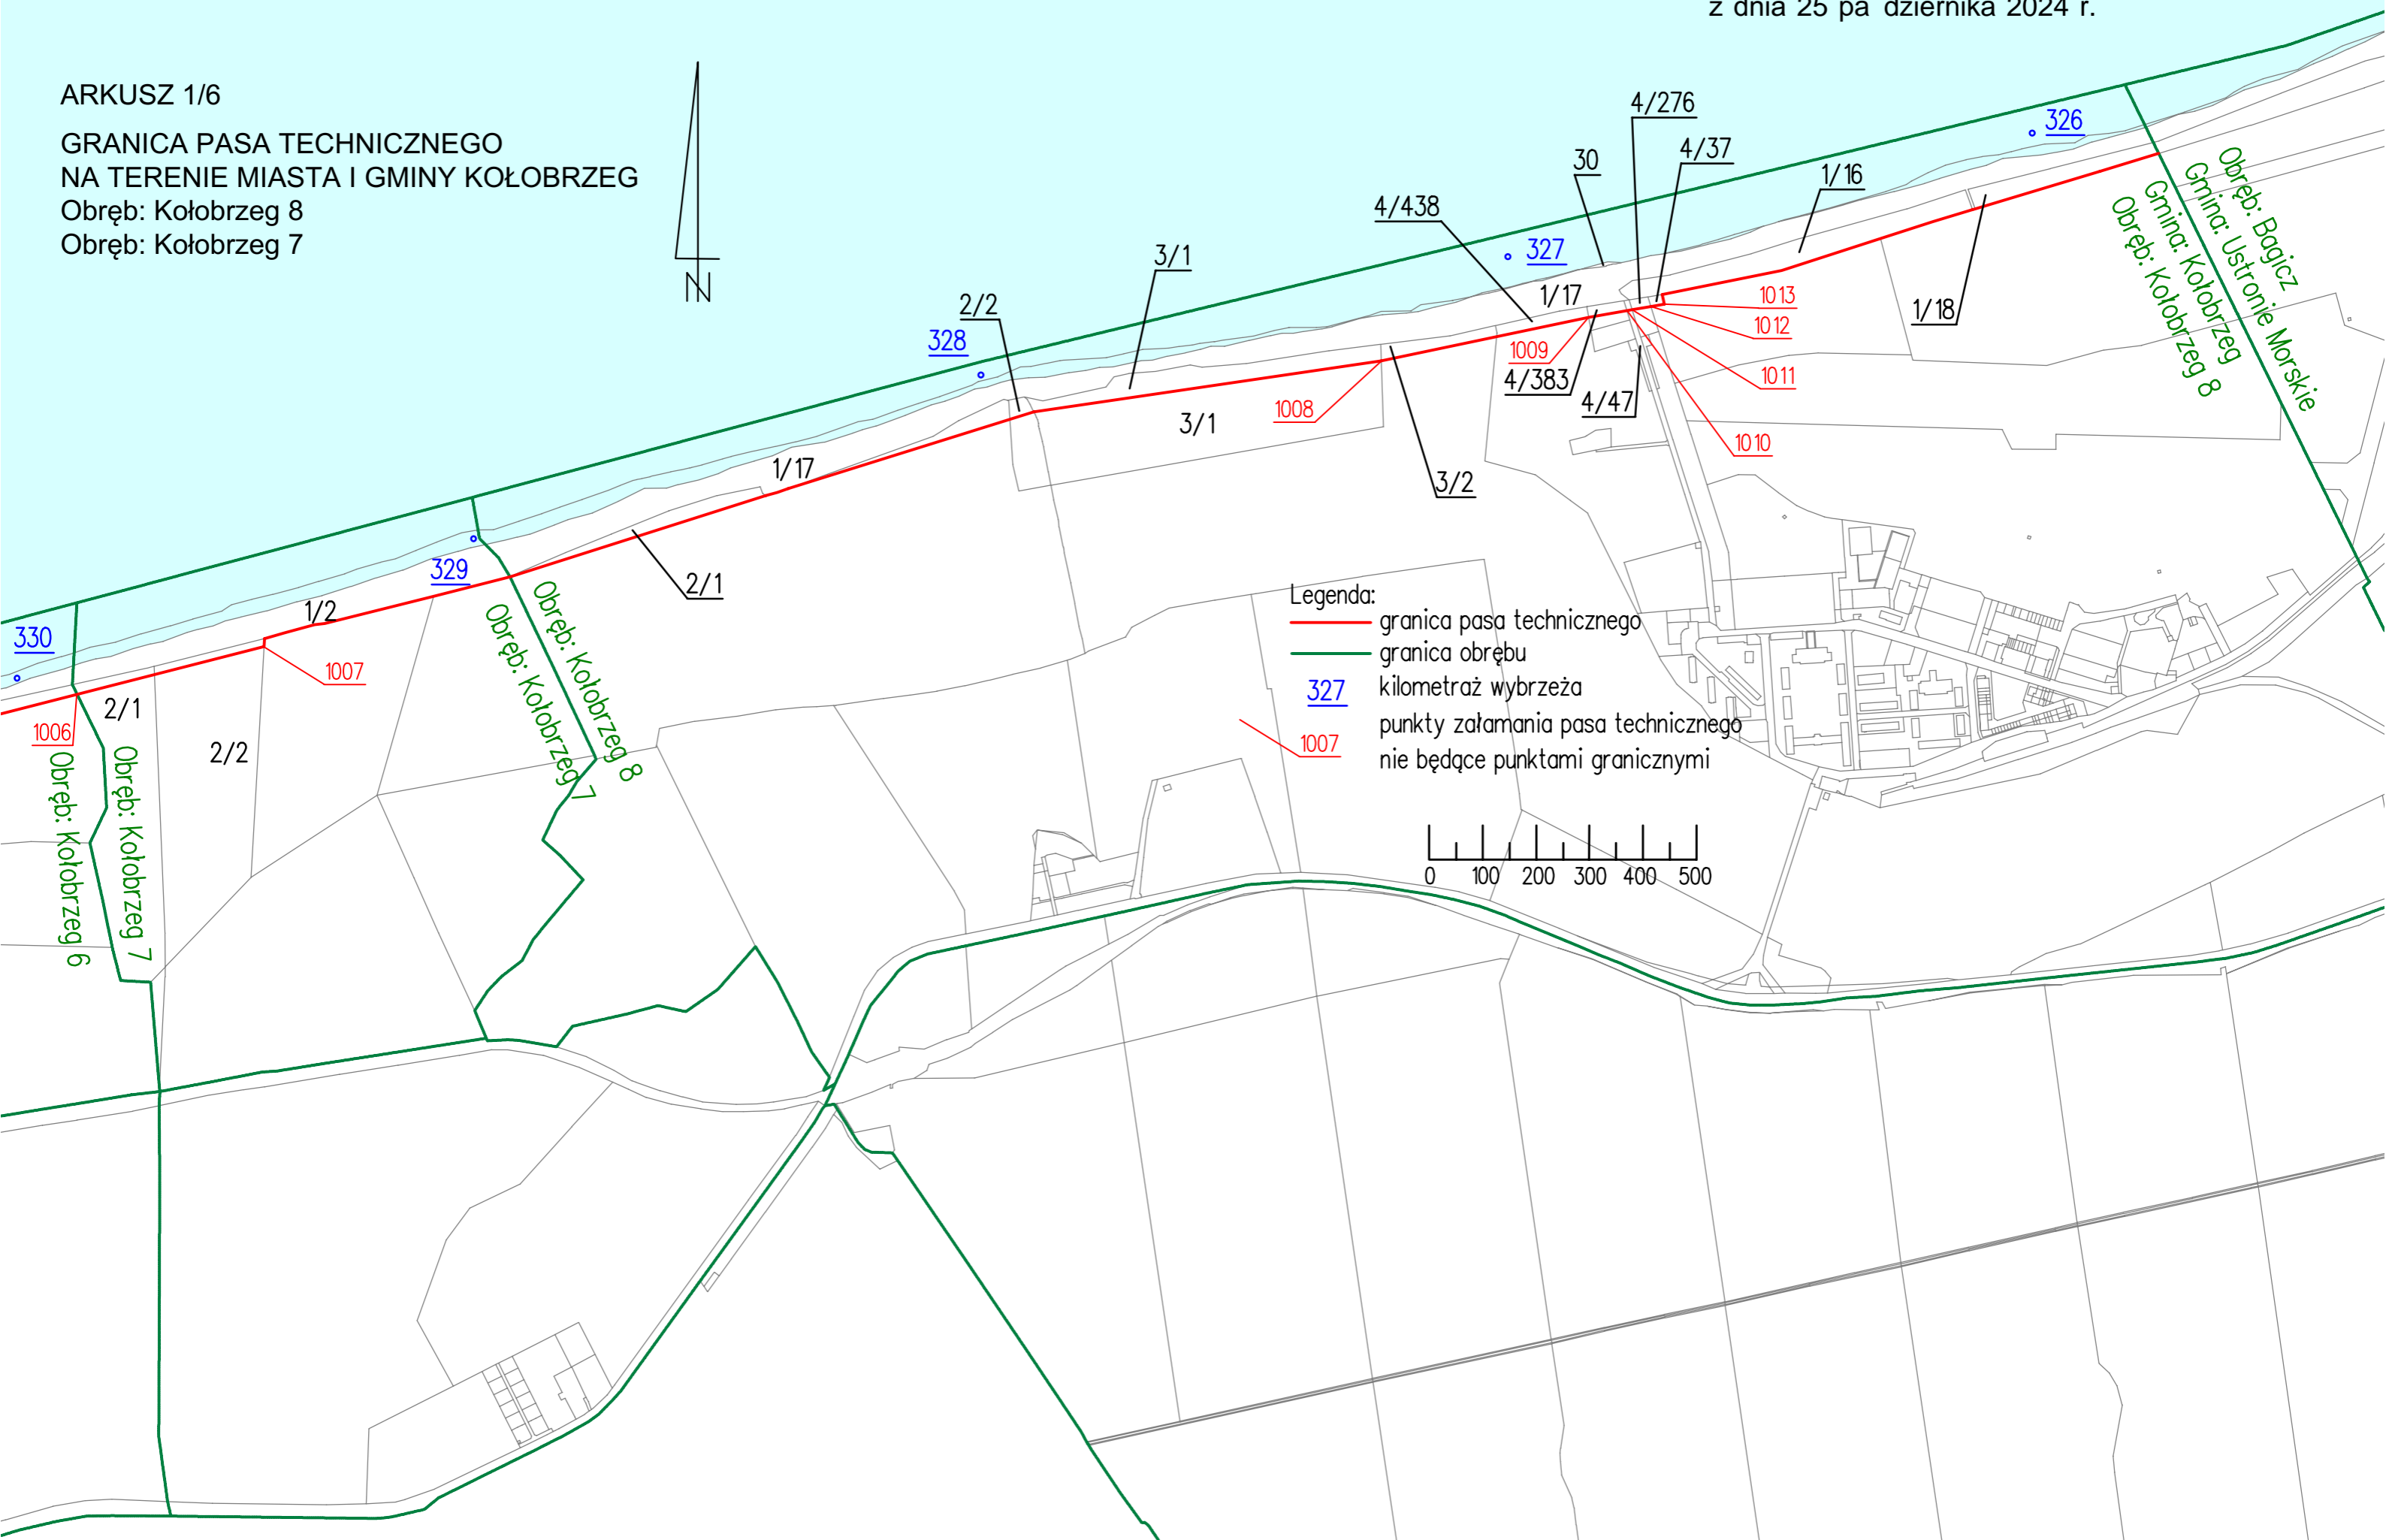 z dnia 25 pa dziernika 2024 r.
ARKUSZ 1/6
GRANICA PASA TECHNICZNEGO
NA TERENIE MIASTA I GMINY KOŁOBRZEG
Obręb: Kołobrzeg 8
Obręb: Kołobrzeg 7
N
4/276
326
30
4/37
1/16
4/438
327
3/1
1/17
1013
2/2
1/18
1012
328
1009
4/383
1011
4/47
1008
3/1
1010
1/17
3/2
Obręb: Bagicz
Gmina: Ustronie Morskie
Gmina: Kołobrzeg
Obręb: Kołobrzeg 8
329
2/1
1/2
330
1007
2/1
1006
2/2
Obręb: Kołobrzeg 8
Obręb: Kołobrzeg 7
Obręb: Kołobrzeg 7
Obręb: Kołobrzeg 6
Legenda:
granica pasa technicznego
granica obrębu
327 kilometraż wybrzeża
punkty załamania pasa technicznego
1007 nie będące punktami granicznymi
0 100 200 300 400 500